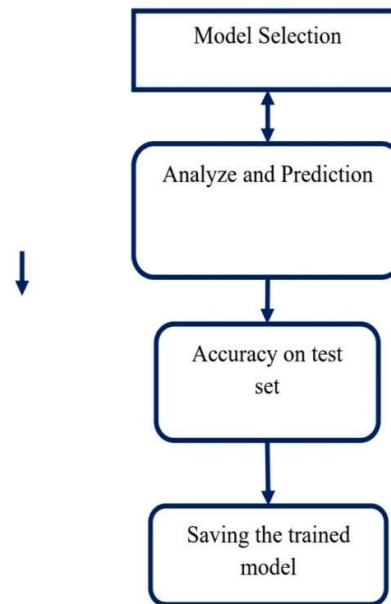 Model Selection
Analyze and Prediction
Accuracy on test
set
Saving the trained
model